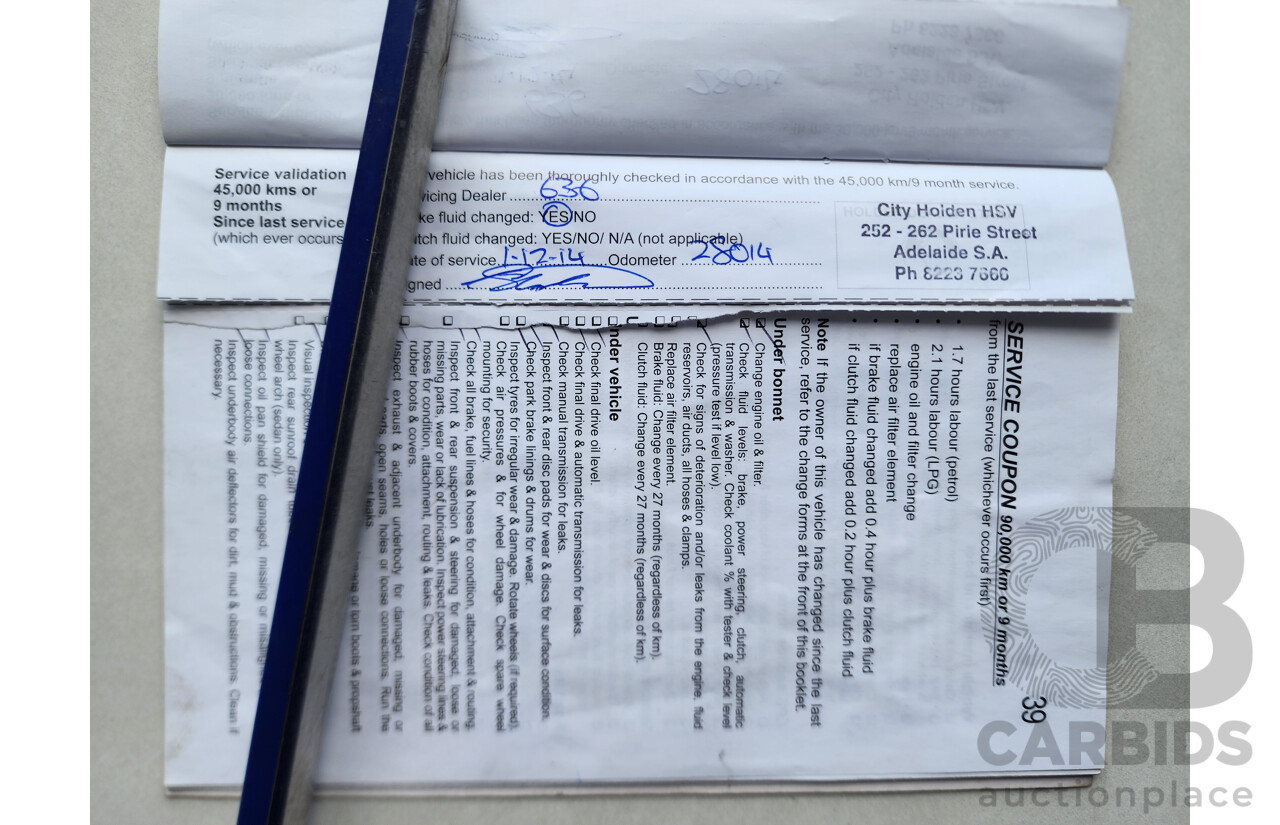 Service validation
45,000 kms or
9 months
Since last service
(which ever occurs
vehicle has been thoroughly checked in accordance with the 45,000 km/9 month service.
vicing Dealer 636
ke fluid changed: YES/NO
tch fluid changed: YES/NO/ N/A (not applicable)
te of service 1-12-14 Odometer 28014
gned
City Holden HSV
252 - 262 Pirie Street
Adelaide S.A.
Ph 8223 7666
SERVICE COUPON 90,000 km or 9 months
from the last service (whichever occurs first)
39
• 1.7 hours labour (petrol)
• 2.1 hours labour (LPG)
engine oil and filter change
• replace air filter element
• if brake fluid changed add 0.4 hour plus brake fluid
• if clutch fluid changed add 0.2 hour plus clutch fluid
Note If the owner of this vehicle has changed since the last
service, refer to the change forms at the front of this booklet.
Under bonnet
Change engine oil & filter.
Check fluid levels: brake, power steering, clutch, automatic
transmission & washer. Check coolant % with tester & check level
(pressure test if level low).
Check for signs of deterioration and/or leaks from the engine, fluid
reservoirs, air ducts, all hoses & clamps.
Replace air filter element.
Brake fluid: Change every 27 months (regardless of km).
Clutch fluid: Change every 27 months (regardless of km).
nder vehicle
Check final drive oil level.
Check final drive & automatic transmission for leaks.
Check manual transmission for leaks.
Inspect front & rear disc pads for wear & discs for surface condition.
Check park brake linings & drums for wear.
Inspect tyres for irregular wear & damage. Rotate wheels (if required).
Check air pressures & for wheel damage. Check spare wheel
mounting for security.
Check all brake, fuel lines & hoses for condition, attachment & routing.
Inspect front & rear suspension & steering for damaged, loose or
missing parts, wear or lack of lubrication. Inspect power steering lines &
hoses for condition, attachment, routing & leaks. Check condition of all
rubber boots & covers.
Inspect exhaust & adjacent underbody for damaged, missing or
parts, open seams, holes or loose connections. Run the
leaks.
or torn boots & propshaft
Visual inspection
Inspect rear sunroof drain
wheel arch (sedan only).
Inspect oil pan shield for damaged, missing or
loose connections.
Inspect underbody air deflectors for dirt, mud & obstructions. Clean if
necessary.
CARBIDS
auctionplace